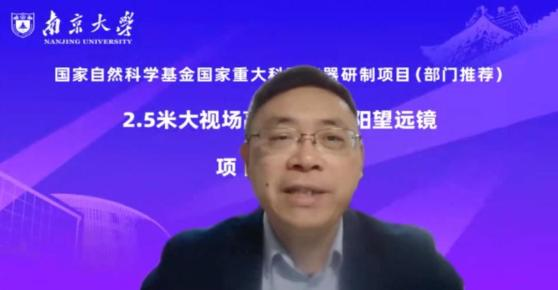 南京大学
NANJING UNIVERSITY
国家自然科学基金国家重大科 器研制项目（部门推荐）
2.5米大视场 阳望远镜
项